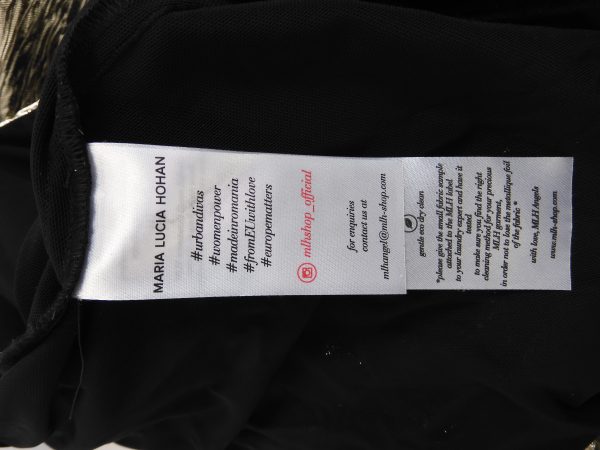 MARIA LUCIA HOHAN
#urbandivas
#womenpower
#madeinromania
#fromEUwithlove
#europematters
mlhshop_official
for enquiries
contact us at
mlhangel@mlh-shop.com
gentle eco dry clean
*please give the small fabric sample
attached to the MLH label
to your laundry expert and have it
tested
to make sure you find the right
cleaning method for your precious
MLH garment,
in order not to lose the metallique foil
of the fabric *
with love, MLH Angels
www.mlh-shop.com